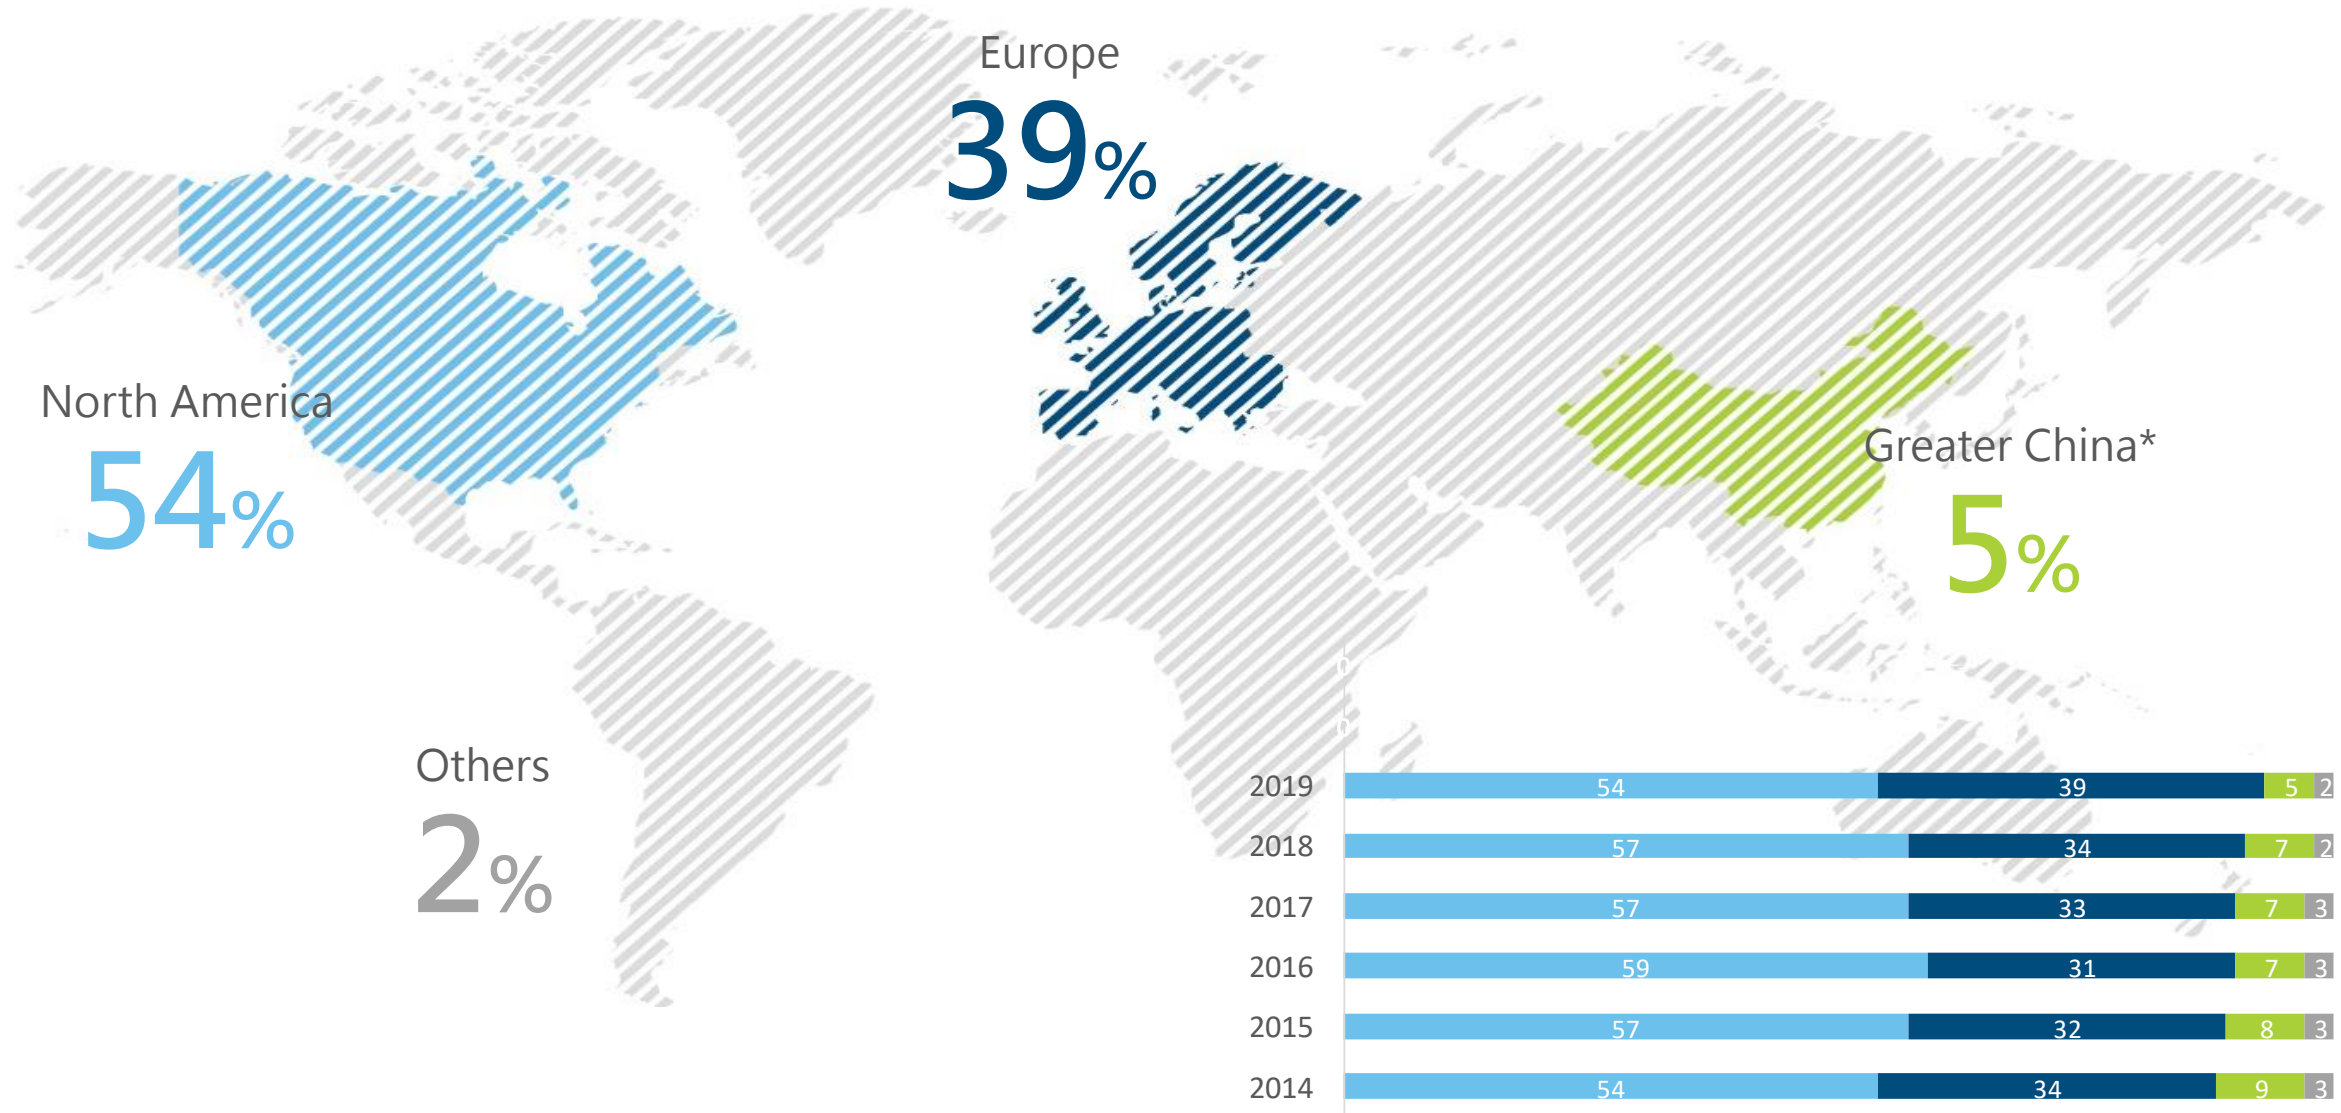 Europe
39%
North America
54%
Greater China*
5%
Others
2%
0
0
2019 54 39 5 2
2018 57 34 7 2
2017 57 33 7 3
2016 59 31 7 3
2015 57 32 8 3
2014 54 34 9 3